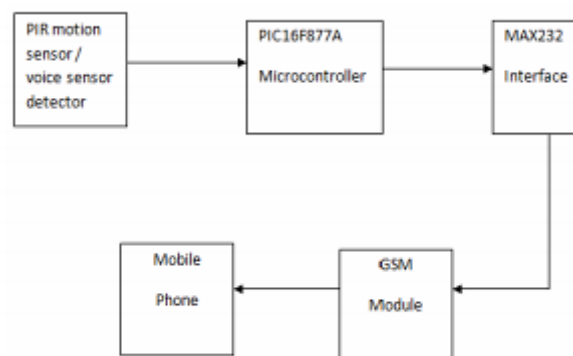 PIR motion
sensor /
voice sensor
detector
PIC16F877A
Microcontroller
MAX232
Interface
Mobile
Phone
GSM
Module